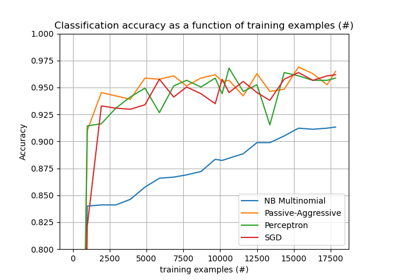 Classification accuracy as a function of training examples (#)
1.000
0.975
0.950
0.925
0.900
0.875
0.850
0.825
0.800
Accuracy
NB Multinomial
Passive-Aggressive
Perceptron
SGD
0 2500 5000 7500 10000 12500 15000 17500
training examples (#)